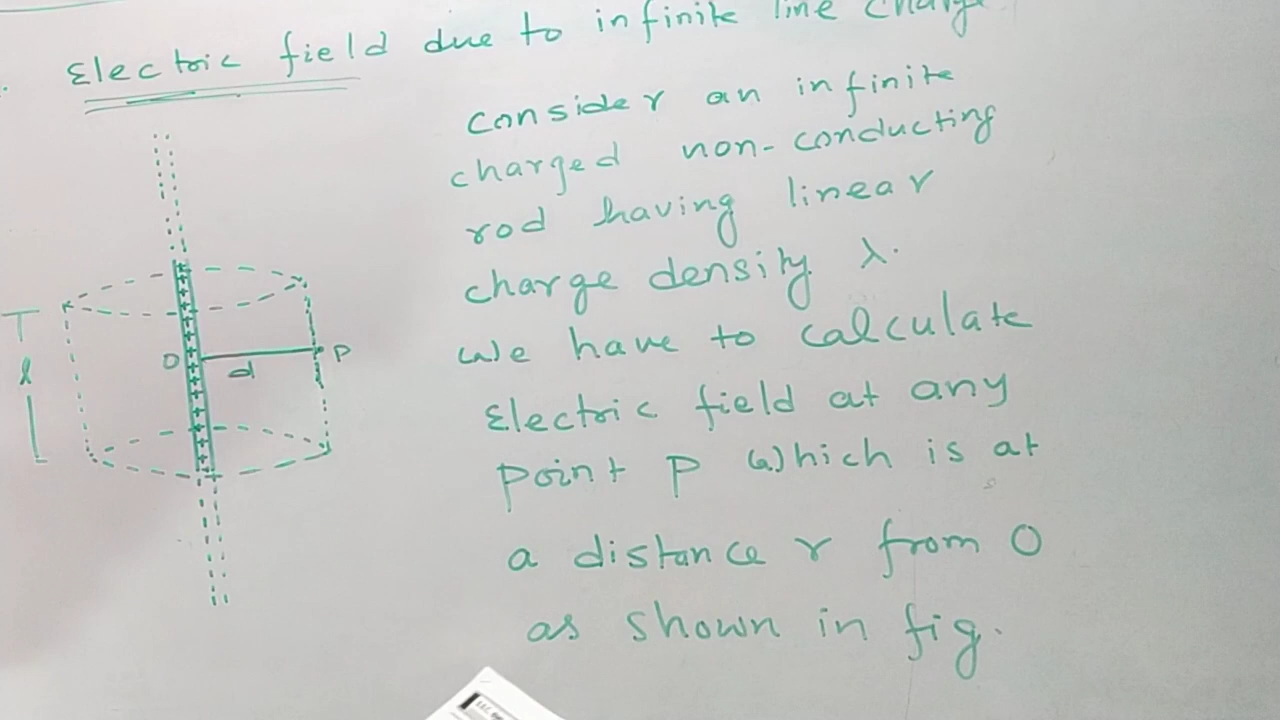 Electric field due to infinite line charge
Consider an infinite
charged non-conducting
rod having linear
charge density λ.
We have to calculate
Electric field at any
point P which is at
a distance r from O
as shown in fig.
l
O
d
P